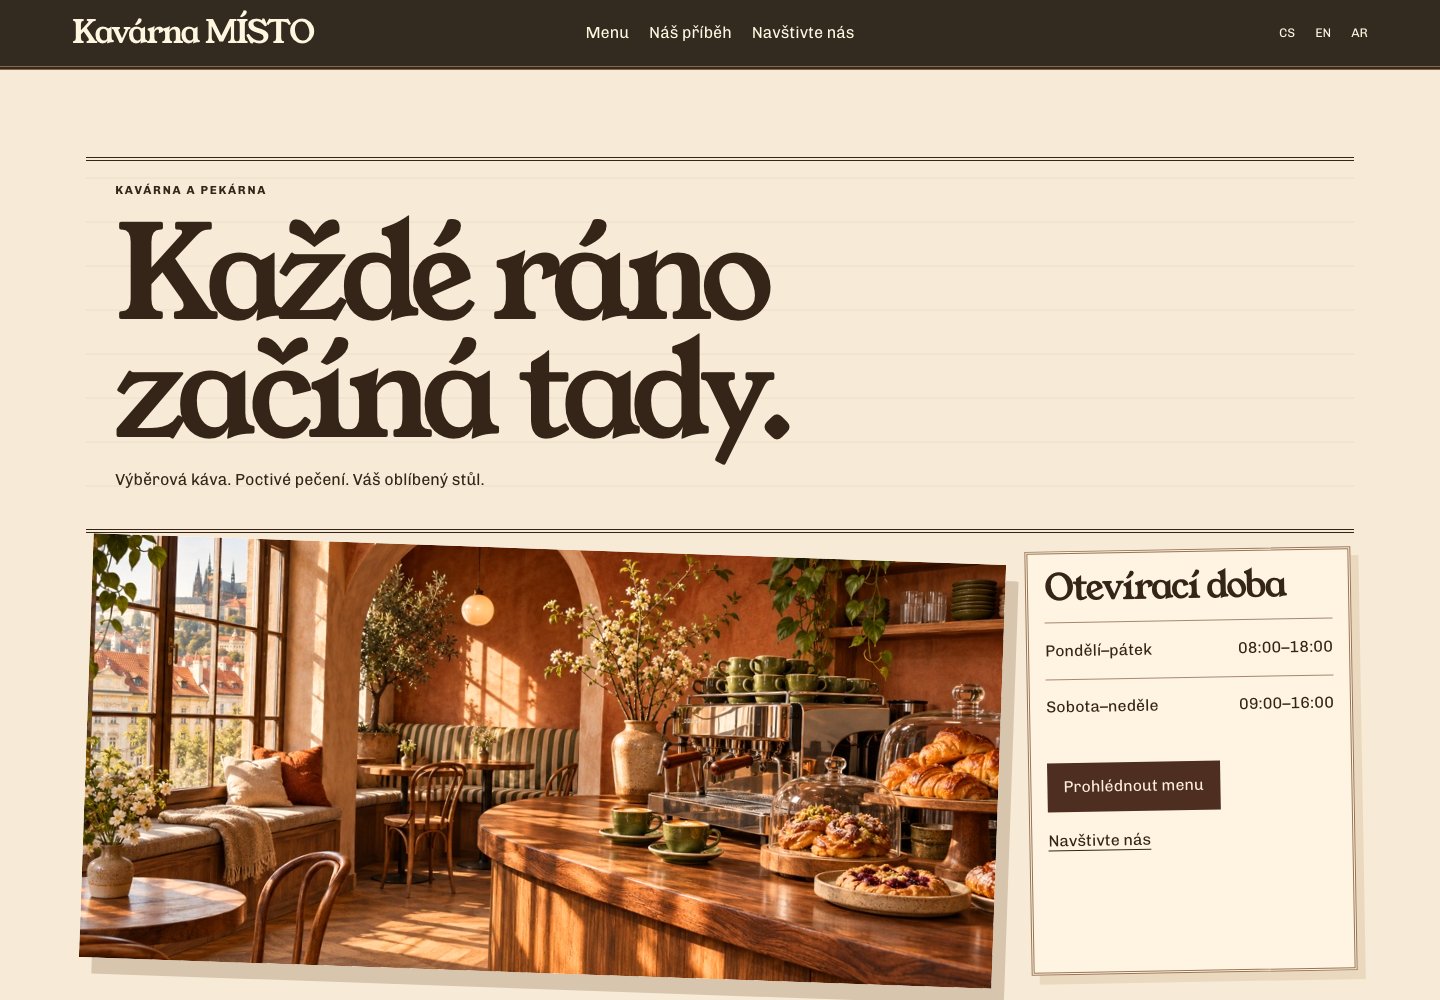 Kavárna MÍSTO
Menu Náš příběh Navštivte nás
CS EN AR
KAVÁRNA A PEKÁRNA
Každé ráno
začíná tady.
Výběrová káva. Poctivé pečení. Váš oblíbený stůl.
Otevírací doba
Pondělí–pátek 08:00–18:00
Sobota–neděle 09:00–16:00
Prohlédnout menu
Navštivte nás